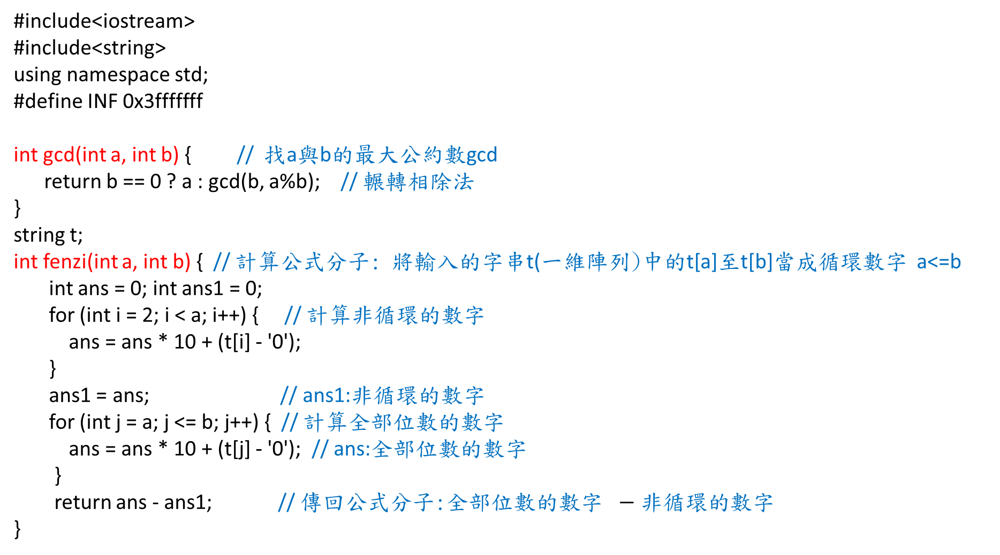 #include<iostream>
#include<string>
using namespace std;
#define INF 0x3fffffff
int gcd(int a, int b) { // 找a與b的最大公約數gcd
return b == 0 ? a : gcd(b, a%b); // 輾轉相除法
}
string t;
int fenzi(int a, int b) { // 計算公式分子: 將輸入的字串t(一維陣列)中的t[a]至t[b]當成循環數字 a<=b
int ans = 0; int ans1 = 0;
for (int i = 2; i < a; i++) { // 計算非循環的數字
ans = ans * 10 + (t[i] - '0');
}
ans1 = ans; // ans1:非循環的數字
for (int j = a; j <= b; j++) { // 計算全部位數的數字
ans = ans * 10 + (t[j] - '0'); // ans:全部位數的數字
}
return ans - ans1; // 傳回公式分子:全部位數的數字 – 非循環的數字
}